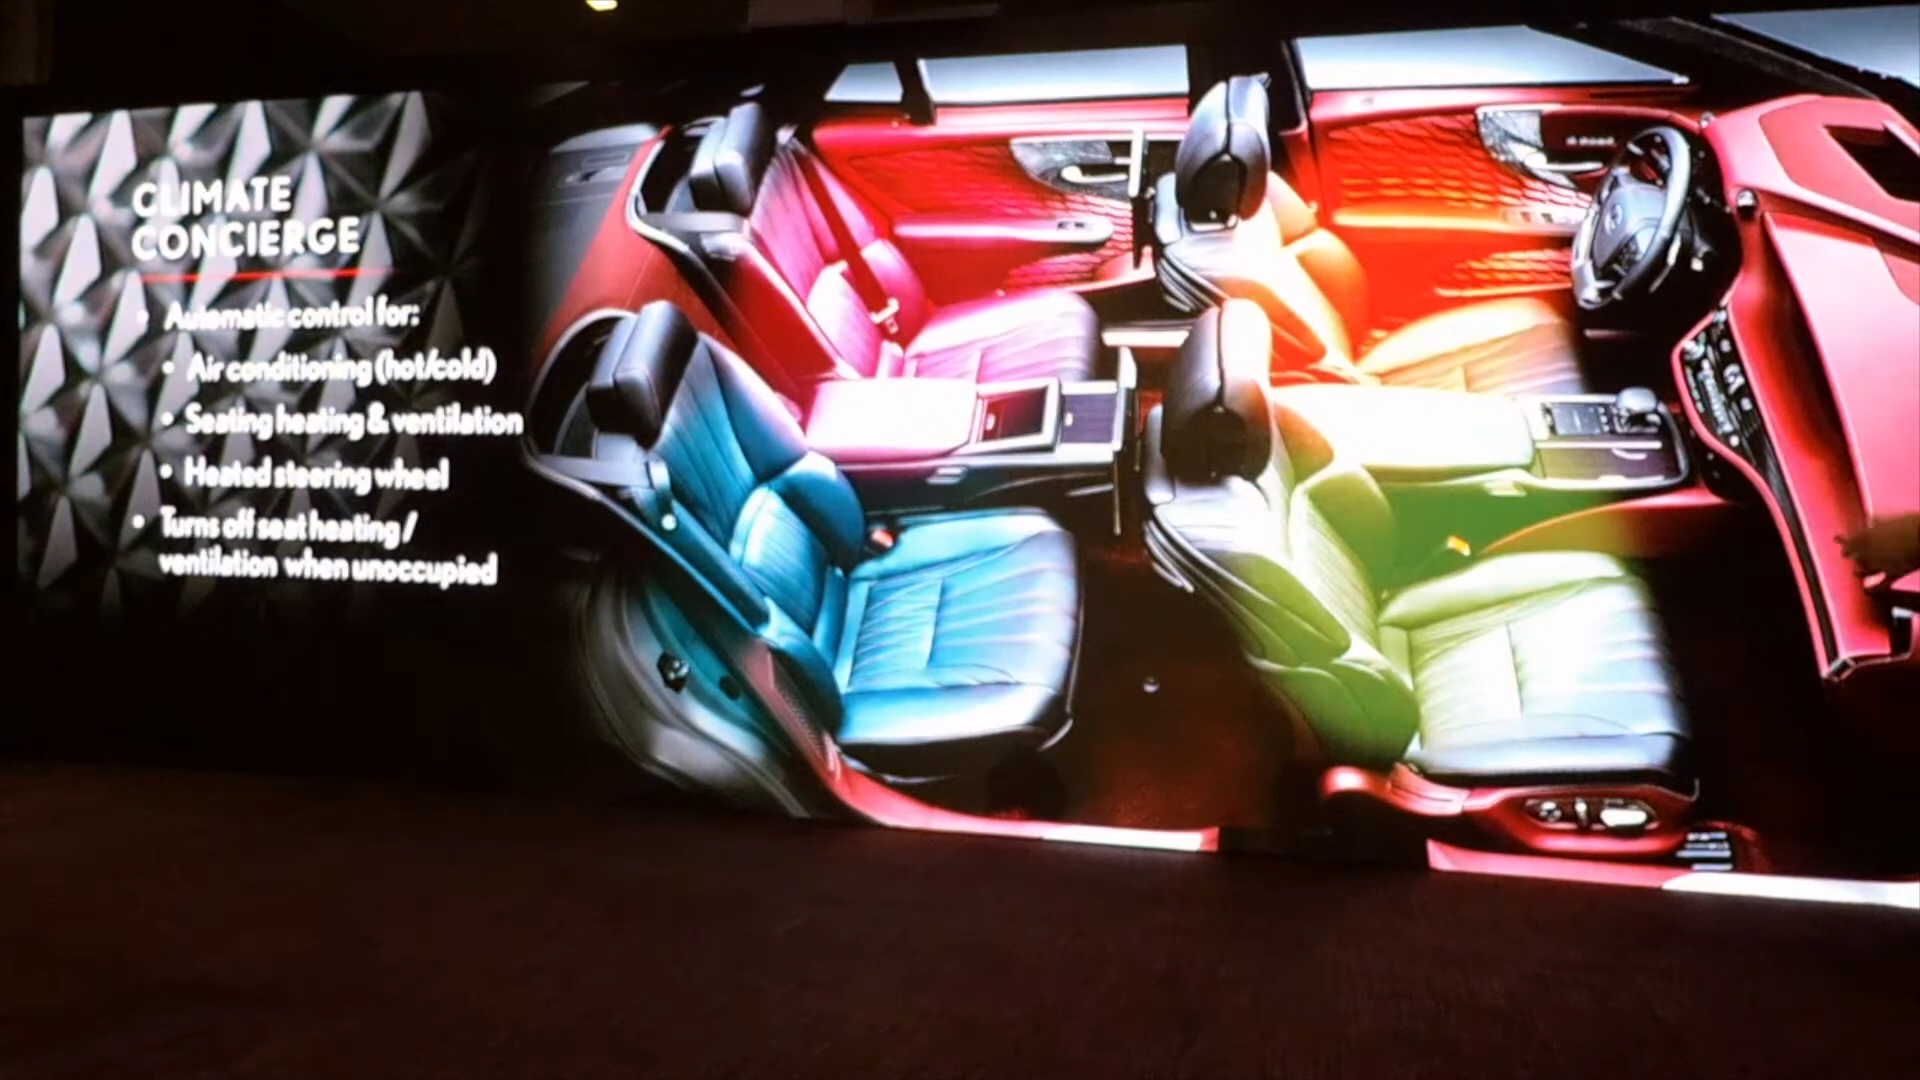 CLIMATE
CONCIERGE
• Automatic control for:
• Air conditioning (hot/cold)
• Seating heating & ventilation
• Heated steering wheel
• Turns off seat heating /
ventilation when unoccupied